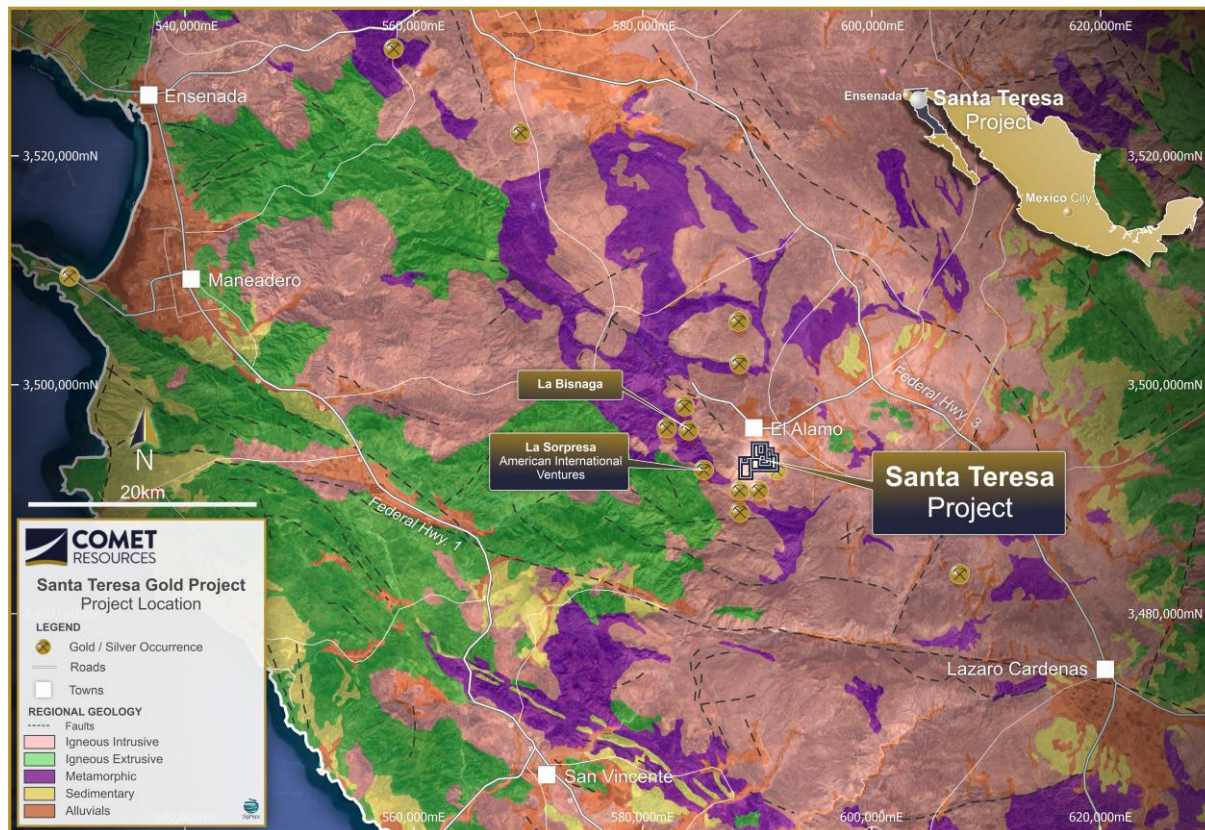 540,000mE
560,000mE
580,000mE
600,000mE
620,000mE
Ensenada
Ensenada
Santa Teresa
Project
3,520,000mN
3,520,000mN
Mexico City
Maneadero
3,500,000mN
3,500,000mN
La Bisnaga
Federal Hwy. 3
El Alamo
La Sorpresa
American International
Ventures
Santa Teresa
Project
N
20km
Federal Hwy. 1
COMET
RESOURCES
Santa Teresa Gold Project
Project Location
LEGEND
Gold / Silver Occurrence
Roads
Towns
REGIONAL GEOLOGY
Faults
Igneous Intrusive
Igneous Extrusive
Metamorphic
Sedimentary
Alluvials
3,480,000mN
Lazaro Cardenas
San Vincente
540,000mE
560,000mE
580,000mE
600,000mE
620,000mE